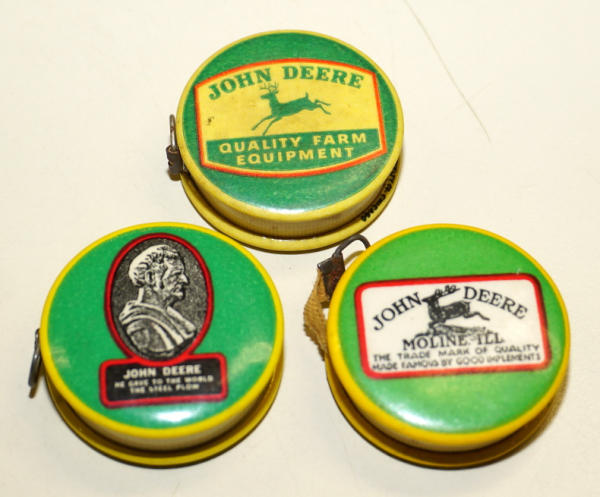 JOHN DEERE
QUALITY FARM
EQUIPMENT
JOHN DEERE
HE GAVE TO THE WORLD
THE STEEL PLOW
JOHN DEERE
MOLINE, ILL
THE TRADE MARK OF QUALITY
MADE FAMOUS BY GOOD IMPLEMENTS